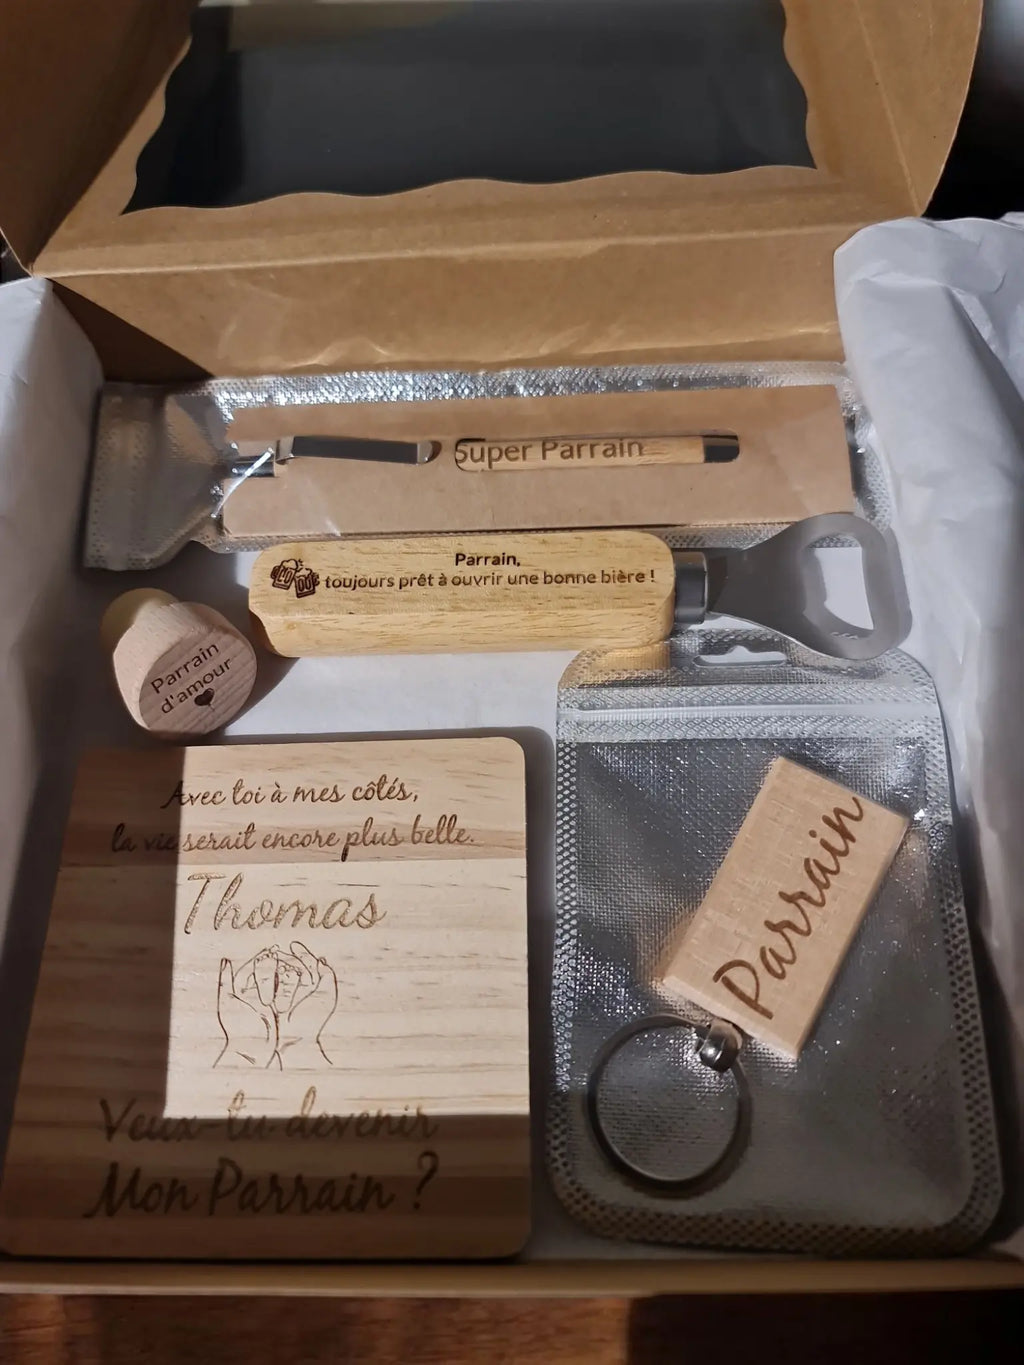 Super Parrain
Parrain,
toujours prêt à ouvrir une bonne bière !
Parrain
d'amour
Avec toi à mes côtés,
la vie serait encore plus belle.
Thomas
Veux-tu devenir
Mon Parrain ?
Parrain